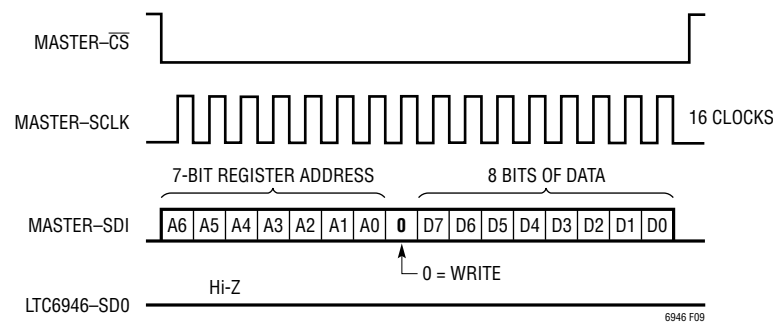 MASTER–CS
MASTER–SCLK
16 CLOCKS
7-BIT REGISTER ADDRESS
8 BITS OF DATA
MASTER–SDI
A6 A5 A4 A3 A2 A1 A0 0 D7 D6 D5 D4 D3 D2 D1 D0
0 = WRITE
Hi-Z
LTC6946–SD0
6946 F09